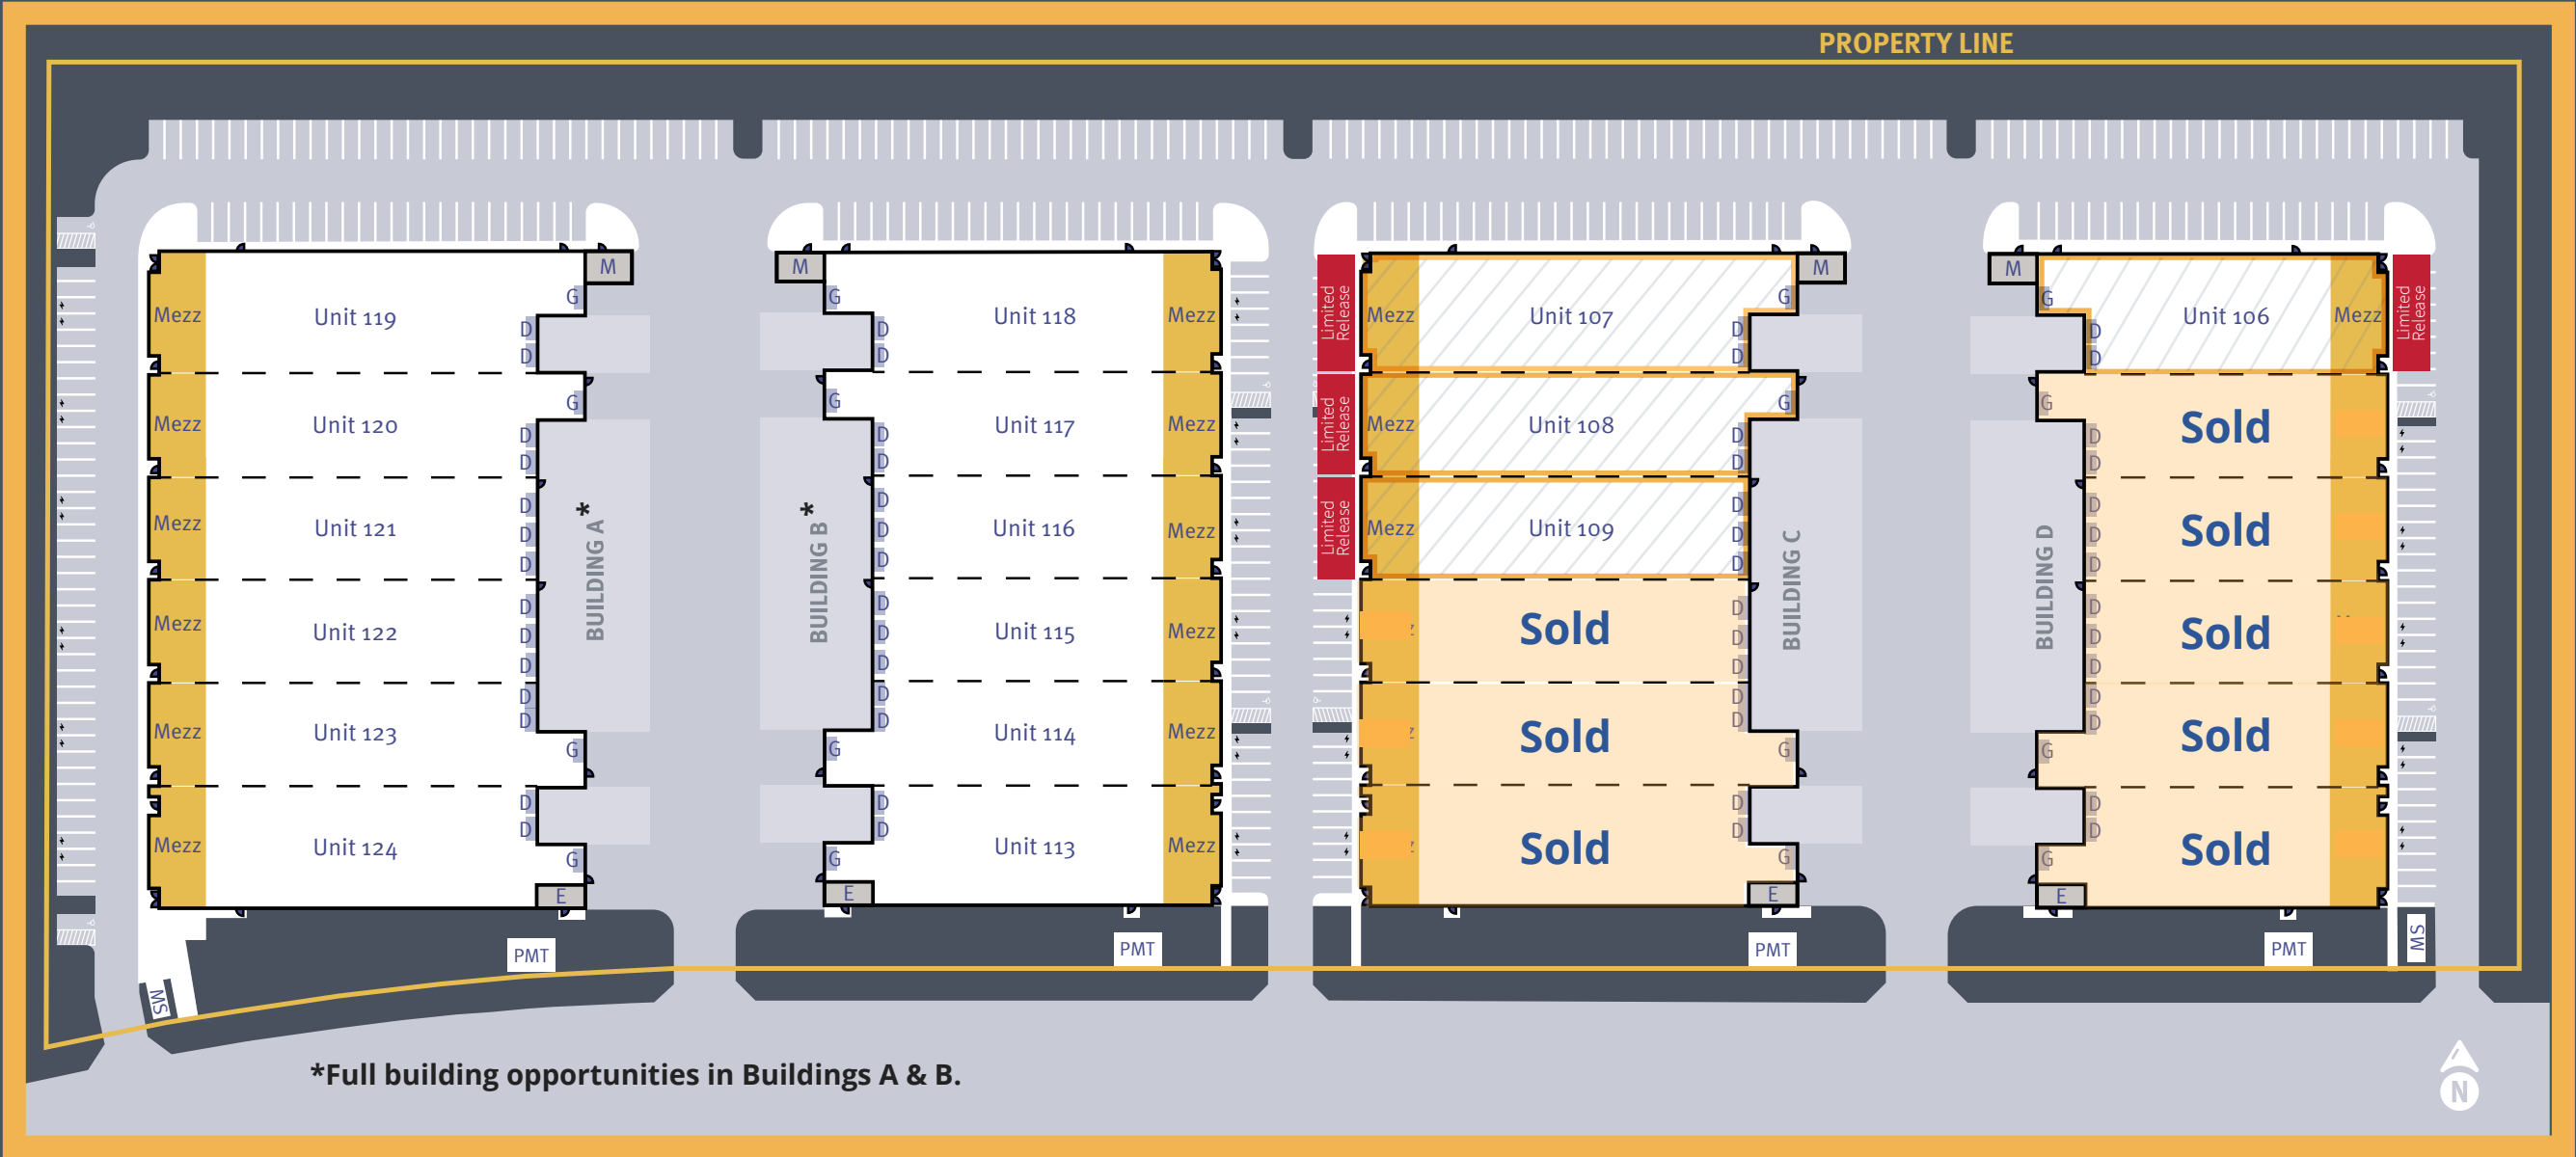 PROPERTY LINE
M
G
Mezz
Unit 119
D
D
G
Mezz
Unit 120
D
D
Mezz
Unit 121
D
D
D
Mezz
Unit 122
D
D
D
Mezz
Unit 123
D
D
G
Mezz
Unit 124
D
D
G
E
BUILDING A
*
PMT
MS
M
G
D
D
Unit 118
Mezz
G
D
D
Unit 117
Mezz
D
D
D
Unit 116
Mezz
D
D
D
Unit 115
Mezz
D
D
G
Unit 114
Mezz
D
D
G
Unit 113
Mezz
E
BUILDING B
*
PMT
Limited
Release
Mezz
Unit 107
M
G
D
D
Limited
Release
Mezz
Unit 108
G
D
D
Limited
Release
Mezz
Unit 109
D
D
D
Sold
D
D
D
Sold
D
D
G
Sold
D
D
G
E
BUILDING C
PMT
M
G
D
D
Unit 106
Mezz
Limited
Release
G
D
D
Sold
D
D
D
Sold
D
D
D
Sold
D
D
G
Sold
D
D
G
Sold
E
BUILDING D
PMT
MS
*Full building opportunities in Buildings A & B.
N